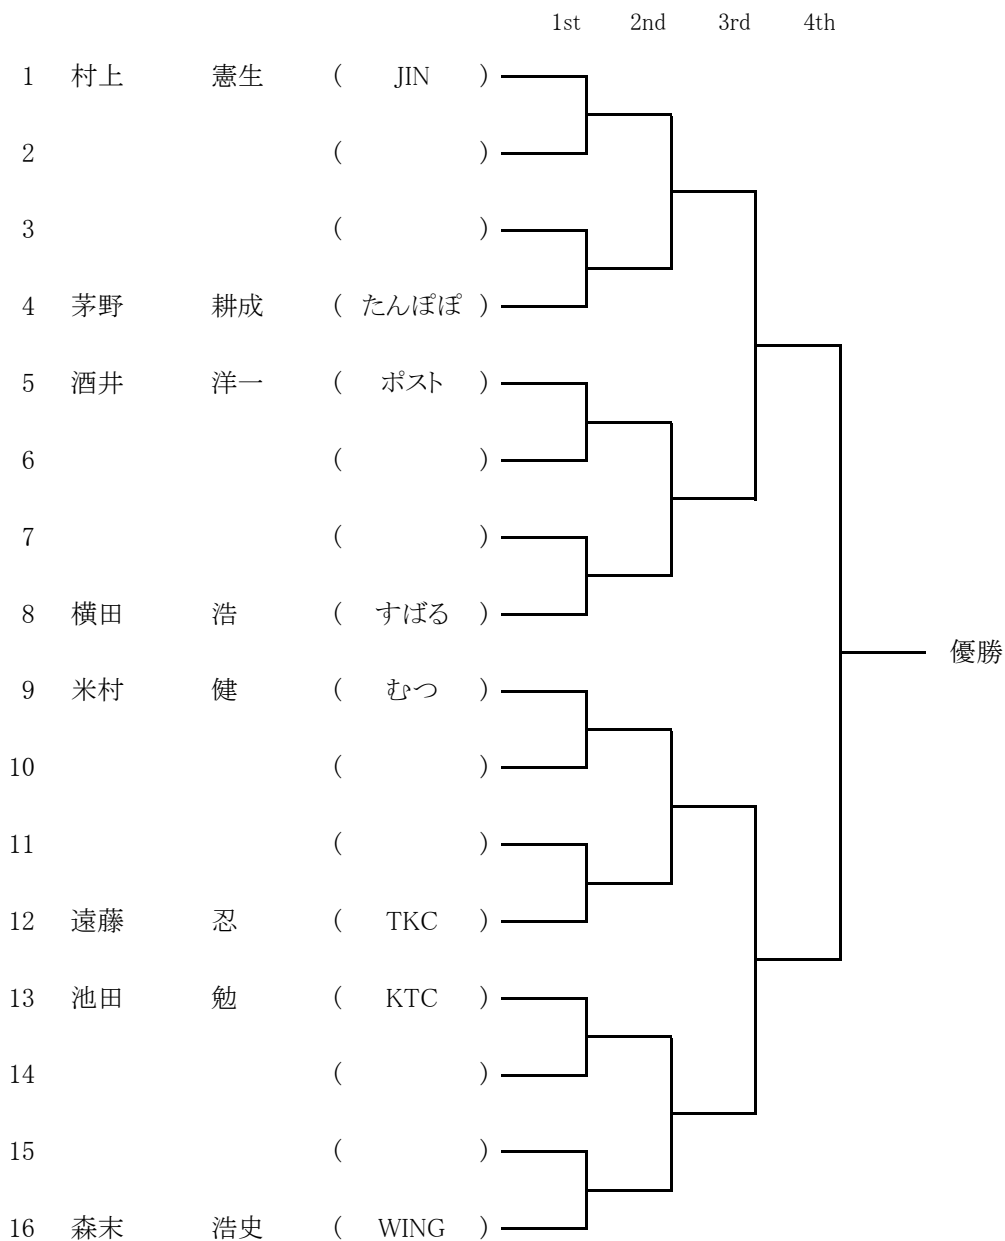 1st 2nd 3rd 4th
1 村上 憲生 ( JIN )
2 ( )
3 ( )
4 茅野 耕成 ( たんぽぽ )
5 酒井 洋一 ( ポスト )
6 ( )
7 ( )
8 横田 浩 ( すばる )
優勝
9 米村 健 ( むつ )
10 ( )
11 ( )
12 遠藤 忍 ( TKC )
13 池田 勉 ( KTC )
14 ( )
15 ( )
16 森末 浩史 ( WING )